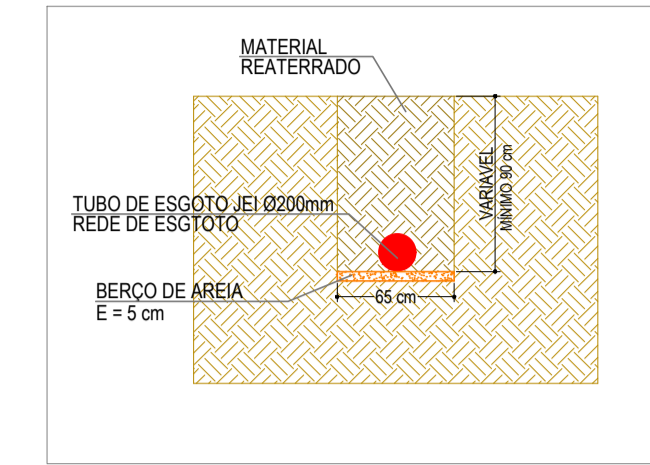 MATERIAL
REATERRADO
VARIAVEL
MÍNIMO 90 cm
TUBO DE ESGOTO JEI Ø200mm
REDE DE ESGTOTO
BERÇO DE AREIA
E = 5 cm
65 cm